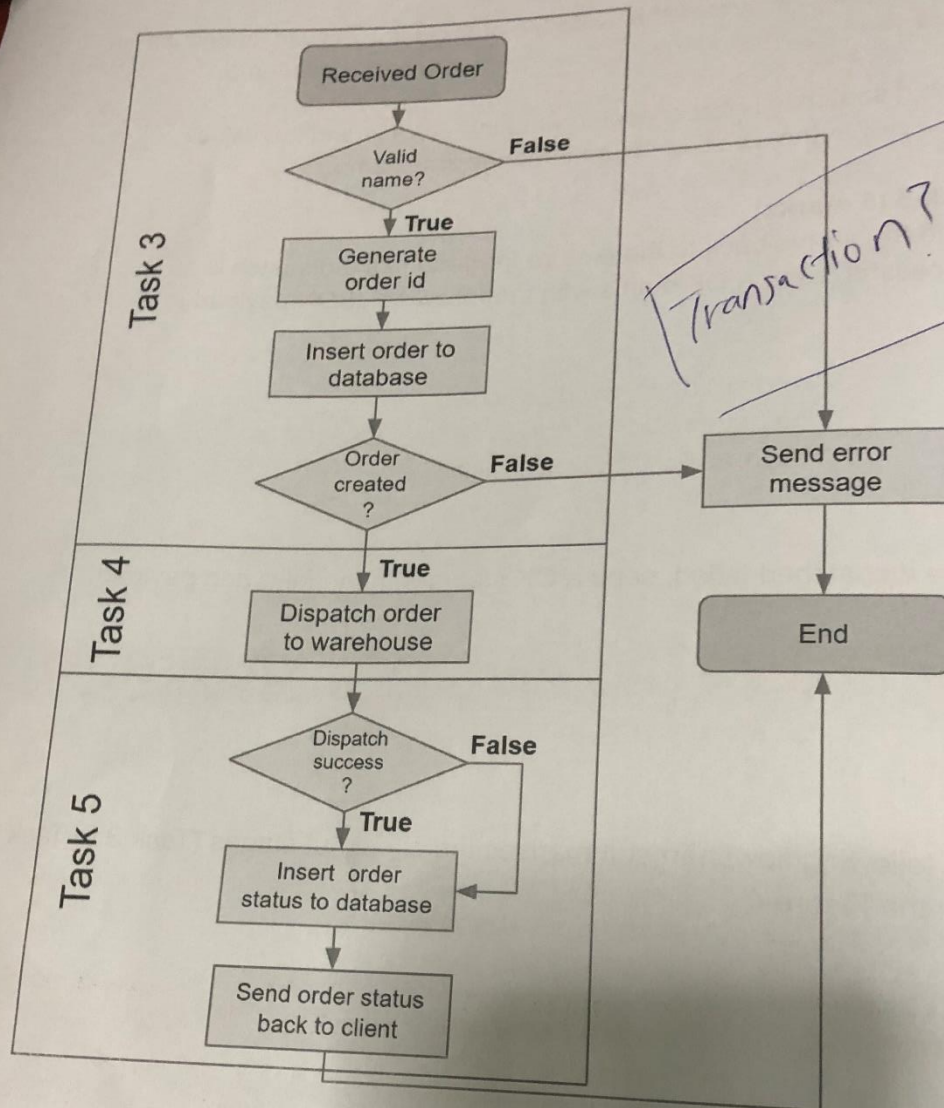 Received Order
Valid
name?
False
True
Generate
order id
Insert order to
database
Order
created
?
False
Task 3
Transaction?
Send error
message
End
Task 4
True
Dispatch order
to warehouse
Task 5
Dispatch
success
?
False
True
Insert order
status to database
Send order status
back to client